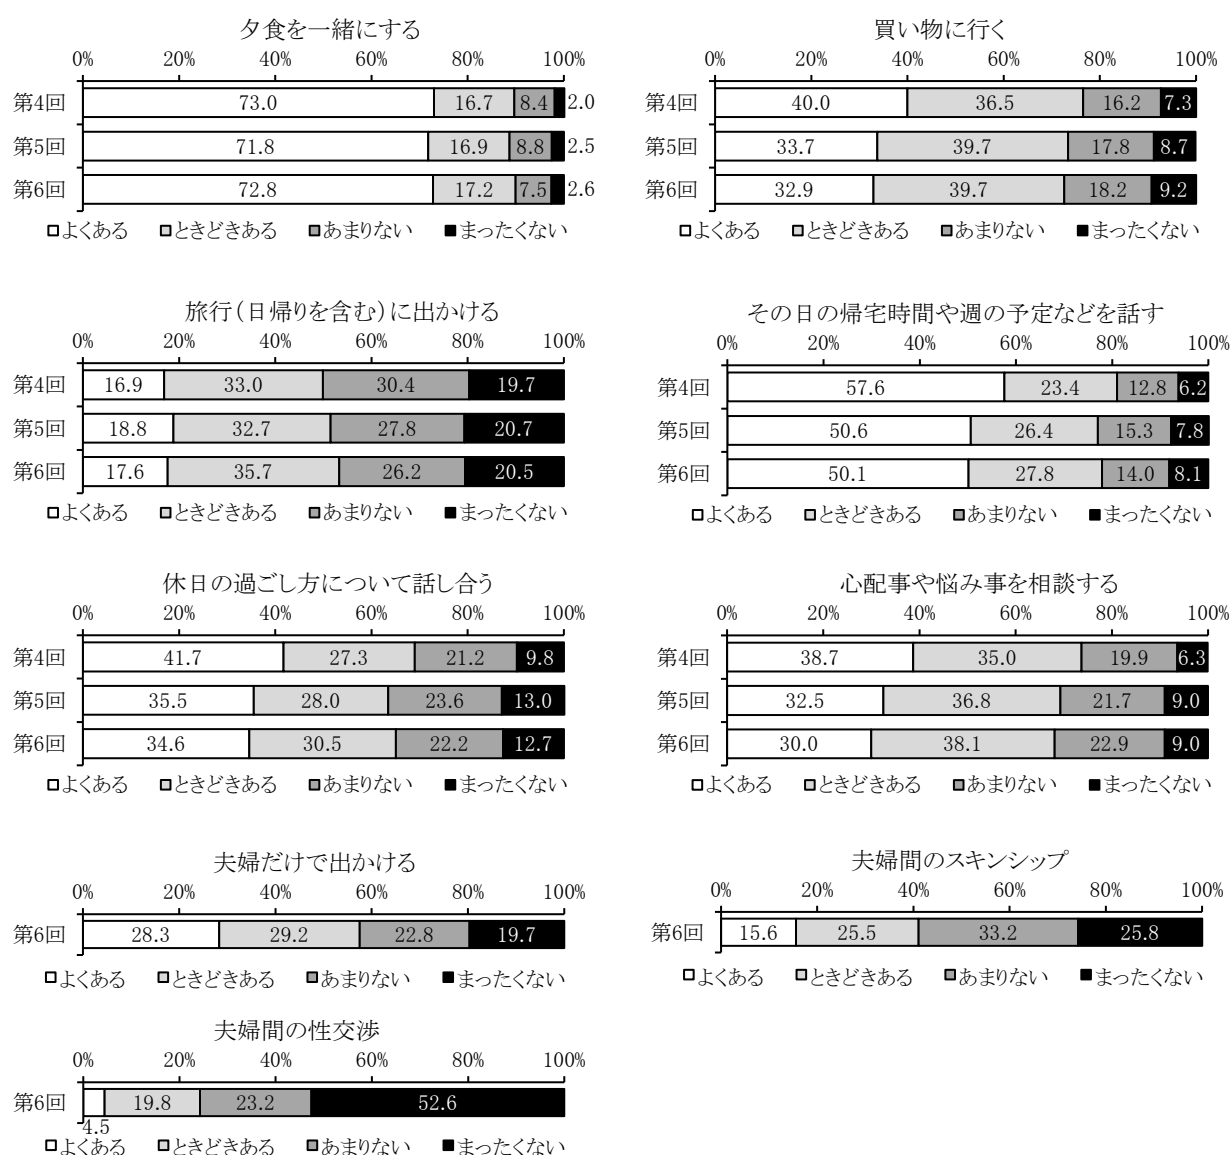 夕食を一緒にする
0% 20% 40% 60% 80% 100%
第4回 73.0 16.7 8.4 2.0
第5回 71.8 16.9 8.8 2.5
第6回 72.8 17.2 7.5 2.6
よくある ときどきある あまりない まったくない
買い物に行く
0% 20% 40% 60% 80% 100%
第4回 40.0 36.5 16.2 7.3
第5回 33.7 39.7 17.8 8.7
第6回 32.9 39.7 18.2 9.2
よくある ときどきある あまりない まったくない
旅行(日帰りを含む)に出かける
0% 20% 40% 60% 80% 100%
第4回 16.9 33.0 30.4 19.7
第5回 18.8 32.7 27.8 20.7
第6回 17.6 35.7 26.2 20.5
よくある ときどきある あまりない まったくない
その日の帰宅時間や週の予定などを話す
0% 20% 40% 60% 80% 100%
第4回 57.6 23.4 12.8 6.2
第5回 50.6 26.4 15.3 7.8
第6回 50.1 27.8 14.0 8.1
よくある ときどきある あまりない まったくない
休日の過ごし方について話し合う
0% 20% 40% 60% 80% 100%
第4回 41.7 27.3 21.2 9.8
第5回 35.5 28.0 23.6 13.0
第6回 34.6 30.5 22.2 12.7
よくある ときどきある あまりない まったくない
心配事や悩み事を相談する
0% 20% 40% 60% 80% 100%
第4回 38.7 35.0 19.9 6.3
第5回 32.5 36.8 21.7 9.0
第6回 30.0 38.1 22.9 9.0
よくある ときどきある あまりない まったくない
夫婦だけで出かける
0% 20% 40% 60% 80% 100%
第6回 28.3 29.2 22.8 19.7
よくある ときどきある あまりない まったくない
夫婦間のスキンシップ
0% 20% 40% 60% 80% 100%
第6回 15.6 25.5 33.2 25.8
よくある ときどきある あまりない まったくない
夫婦間の性交渉
0% 20% 40% 60% 80% 100%
第6回 4.5 19.8 23.2 52.6
よくある ときどきある あまりない まったくない